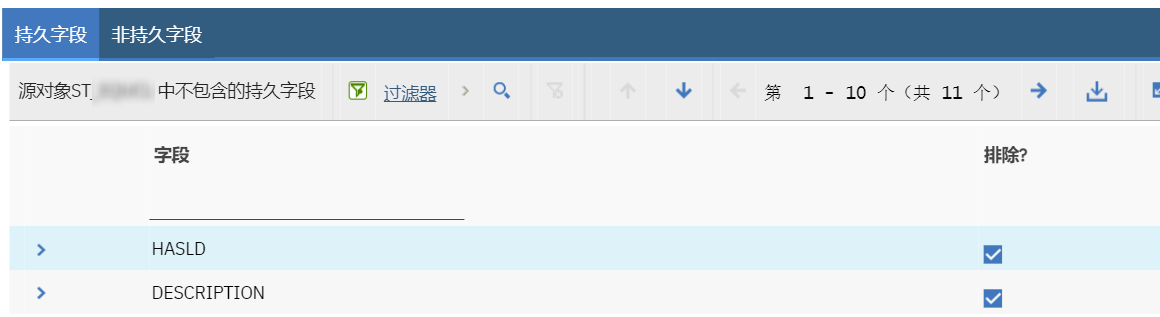 持久字段 非持久字段
源对象ST_ 中不包含的持久字段 过滤器 第 1 - 10 个（共 11 个）
字段 排除?
HASLD
DESCRIPTION